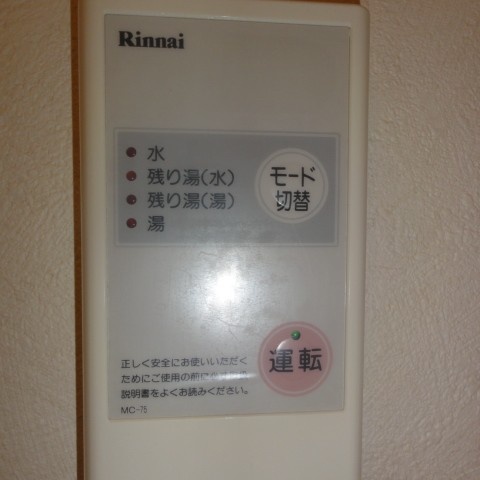 Rinnai
水
残り湯(水)
残り湯(湯)
湯
モード
切替
運転
正しく安全にお使いいただく
ためにご使用の前に
説明書をよくお読みください。
MC-75